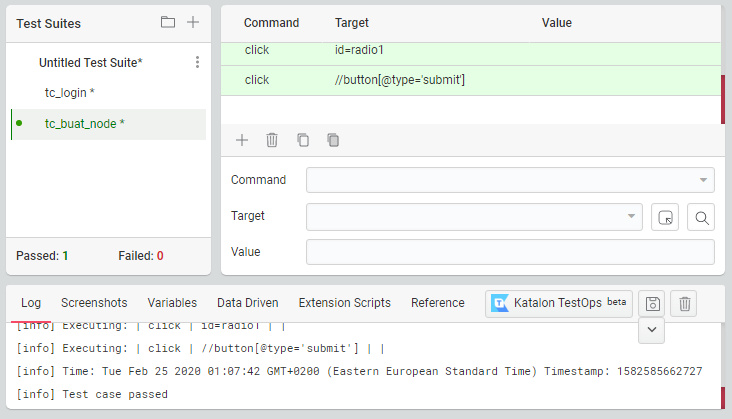 Test Suites
Untitled Test Suite*
tc_login *
tc_buat_node *
Passed: 1 Failed: 0
Command Target Value
click id=radio1
click //button[@type='submit']
Command
Target
Value
Log Screenshots Variables Data Driven Extension Scripts Reference Katalon TestOps beta
[info] Executing: | click | id=radio1 | |
[info] Executing: | click | //button[@type='submit'] | |
[info] Time: Tue Feb 25 2020 01:07:42 GMT+0200 (Eastern European Standard Time) Timestamp: 1582585662727
[info] Test case passed